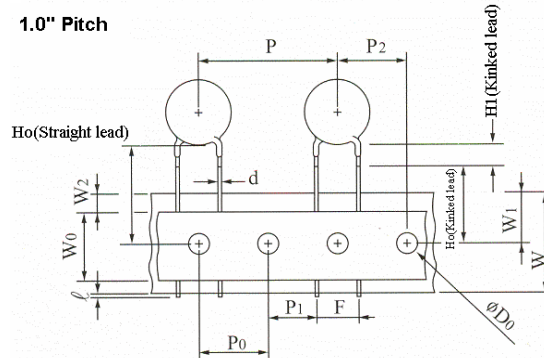 1.0" Pitch
P
P2
H1(Kinked lead)
Ho(Straight lead)
d
W2
Ho(Kinked lead)
W1
W0
W
ℓ
P1
F
øD0
P0